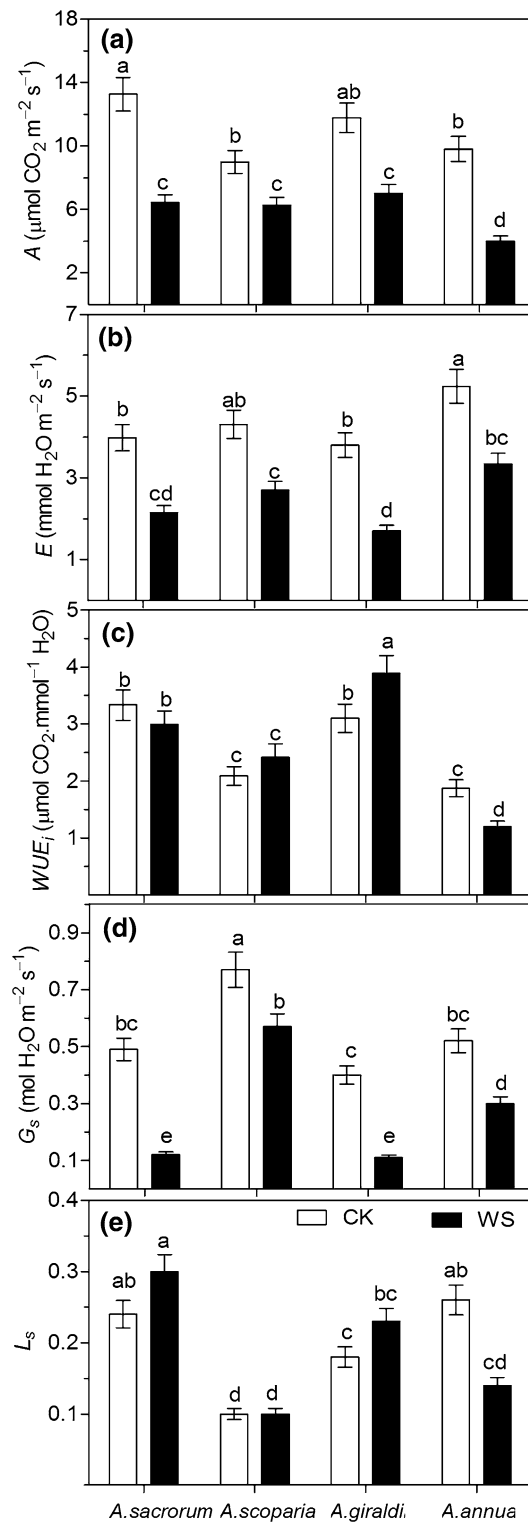 (a)
A (μmol CO₂ m⁻² s⁻¹)
18
14
10
6
2
a
c
b
c
ab
c
b
d
(b)
E (mmol H₂O m⁻² s⁻¹)
7
5
3
1
b
cd
ab
c
b
d
a
bc
(c)
WUEᵢ (μmol CO₂.mmol⁻¹ H₂O)
5
4
3
2
1
b
b
c
c
b
a
c
d
(d)
Gₛ (mol H₂O m⁻² s⁻¹)
0.9
0.7
0.5
0.3
0.1
bc
e
a
b
c
e
bc
d
(e)
CK
WS
Lₛ
0.4
0.3
0.2
0.1
ab
a
d
d
c
bc
ab
cd
A.sacrorum A.scoparia A.giraldi A.annua